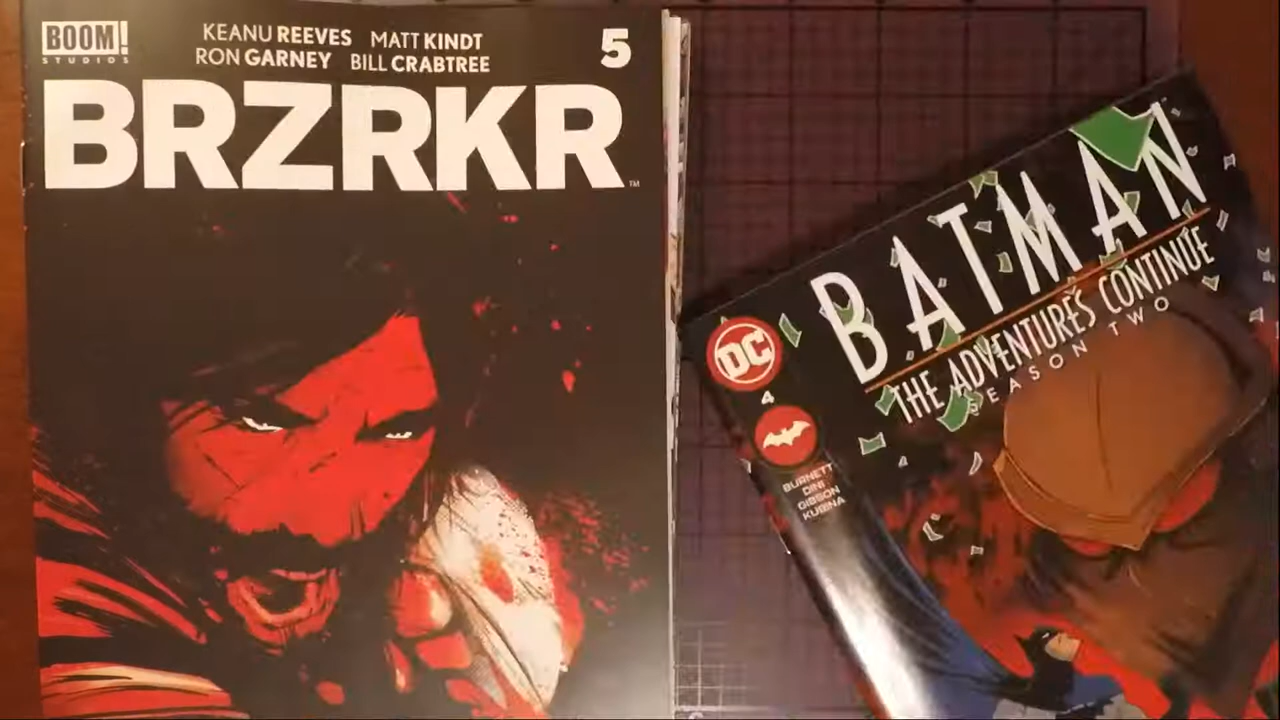 BOOM!
STUDIOS
KEANU REEVES MATT KINDT
RON GARNEY BILL CRABTREE
5
BRZRKR
TM
BATMAN
THE ADVENTURES CONTINUE
SEASON TWO
DC
4
BURNETT
DINI
GIBSON
KUBINA